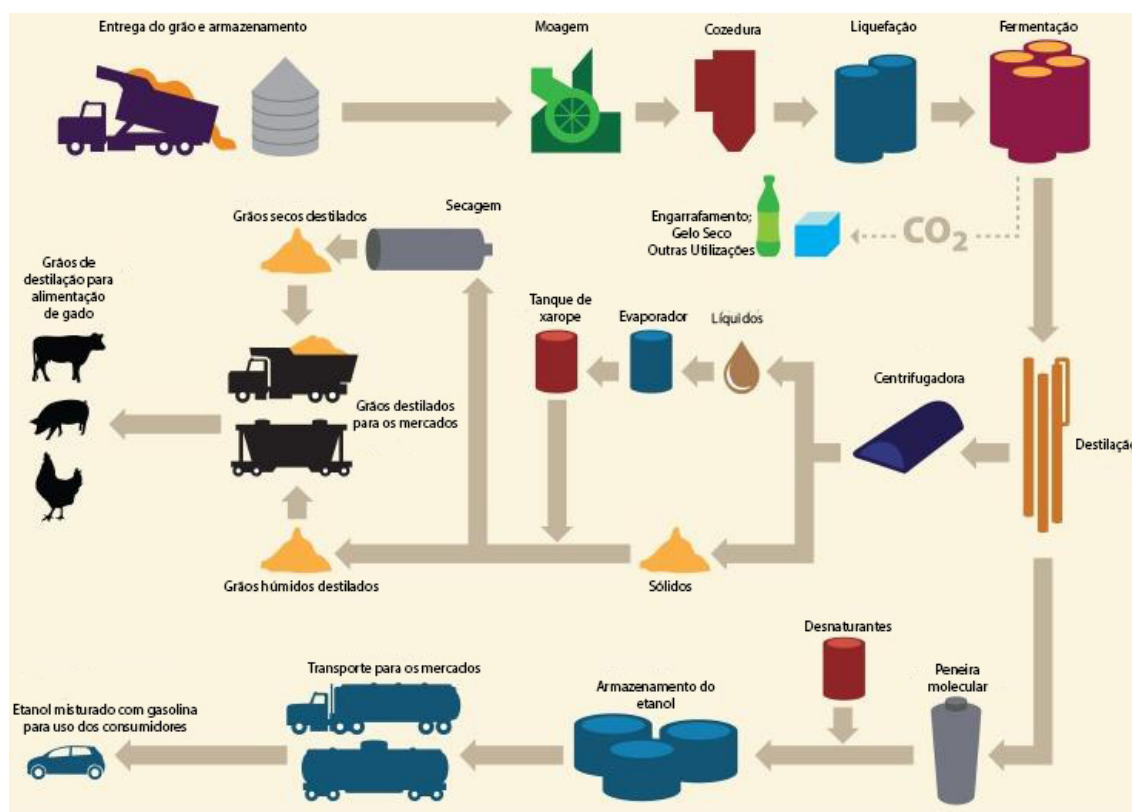 Entrega do grão e armazenamento
Moagem
Cozedura
Liquefação
Fermentação
Engarrafamento;
Gelo Seco
Outras Utilizações
CO2
Grãos secos destilados
Secagem
Grãos de
destilação para
alimentação
de gado
Tanque de
xarope
Evaporador
Líquidos
Centrifugadora
Destilação
Grãos destilados
para os mercados
Grãos húmidos destilados
Sólidos
Desnaturantes
Peneira
molecular
Transporte para os mercados
Armazenamento do
etanol
Etanol misturado com gasolina
para uso dos consumidores